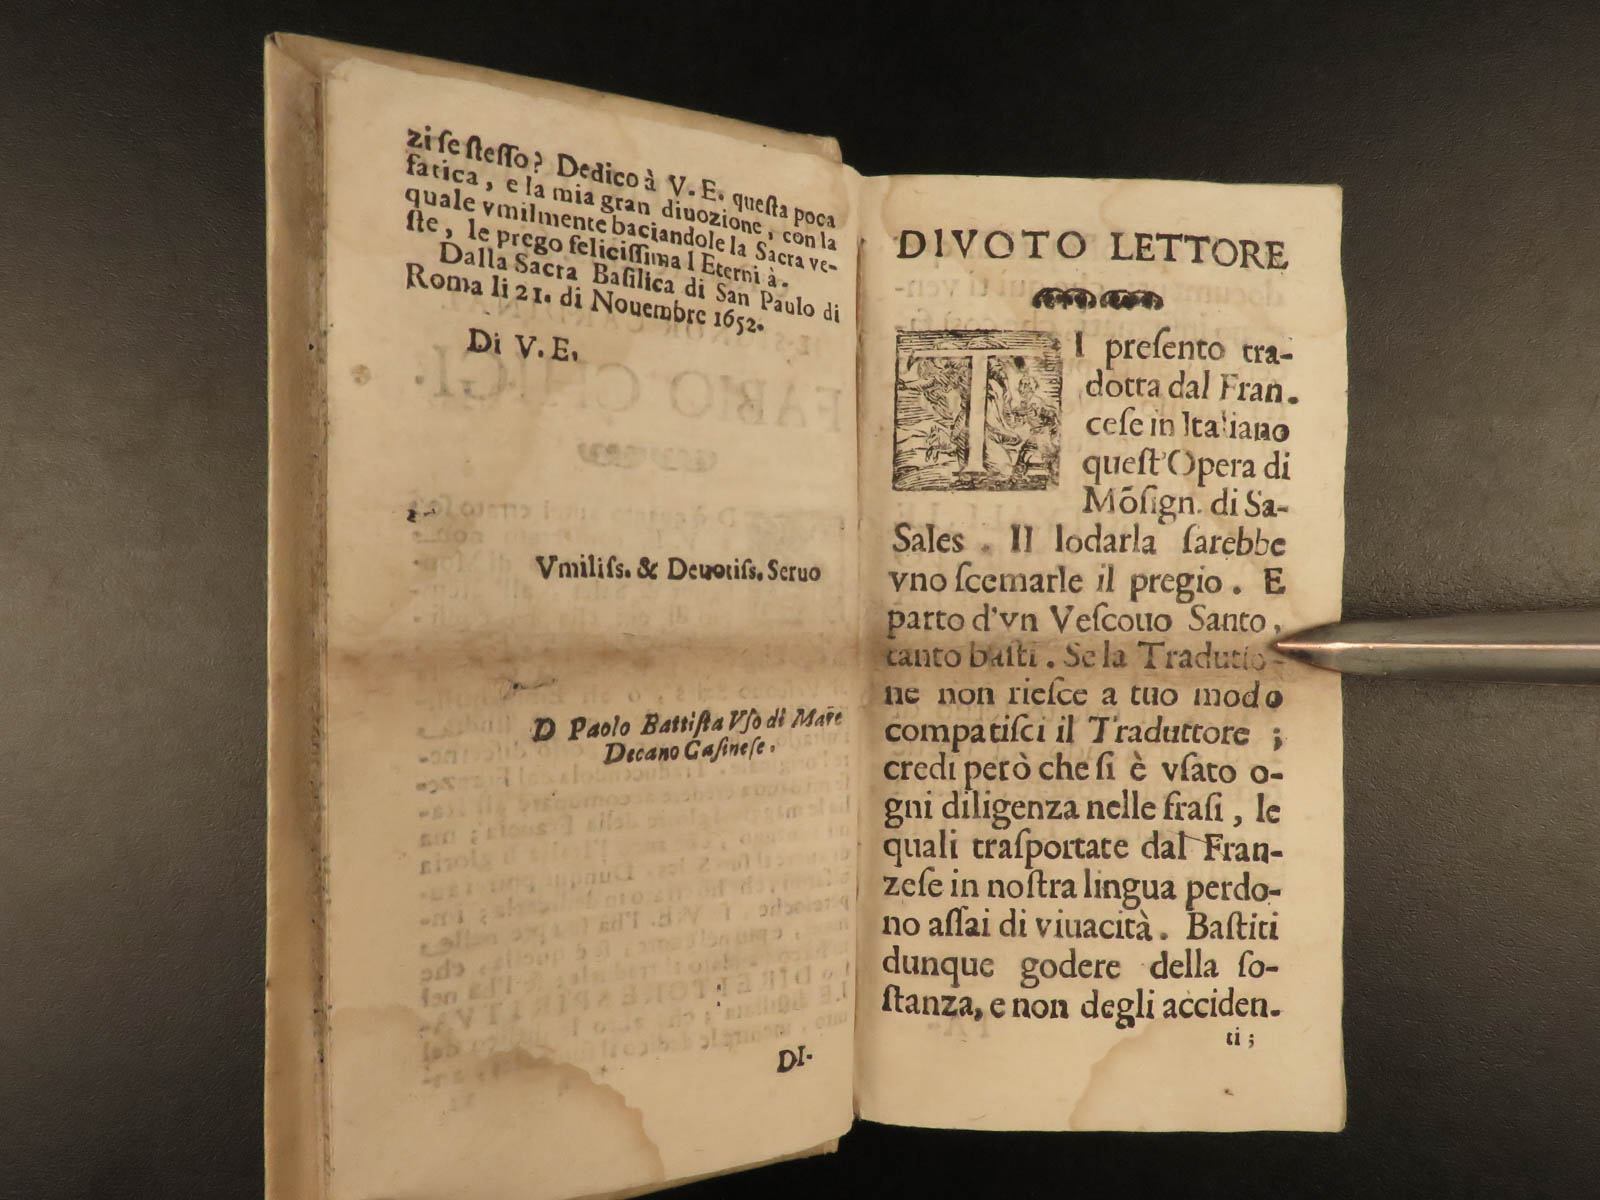 zi ſe ſteſſo? Dedico à V. E. queſta poca
fatica, e la mia gran diuozione, con la
quale vmilmente baciandole la Sacra ve-
ſte, le prego feliciſſima l Eterni à.
Dalla Sacra Baſilica di San Paulo di
Roma li 21. di Nouembre 1652.
Di V. E.
Vmiliſs. & Deuotiſs. Seruo
D Paolo Battiſta Vſo di Mare
Decano Caſineſe.
DI-
DIVOTO LETTORE
TI preſento tra-
dotta dal Fran.
ceſe in Italiano
queſt'Opera di
Mõſign. di Sa-
Sales. Il lodarla ſarebbe
vno ſcemarle il pregio. E
parto d'vn Veſcouo Santo,
tanto baſti. Se la Tradutio-
ne non rieſce a tuo modo
compatiſci il Traduttore;
credi però che ſi è vſato o-
gni diligenza nelle fraſi, le
quali traſportate dal Fran-
zeſe in noſtra lingua perdo-
no aſſai di viuacità. Baſtiti
dunque godere della ſo-
ſtanza, e non degli acciden.
ti;